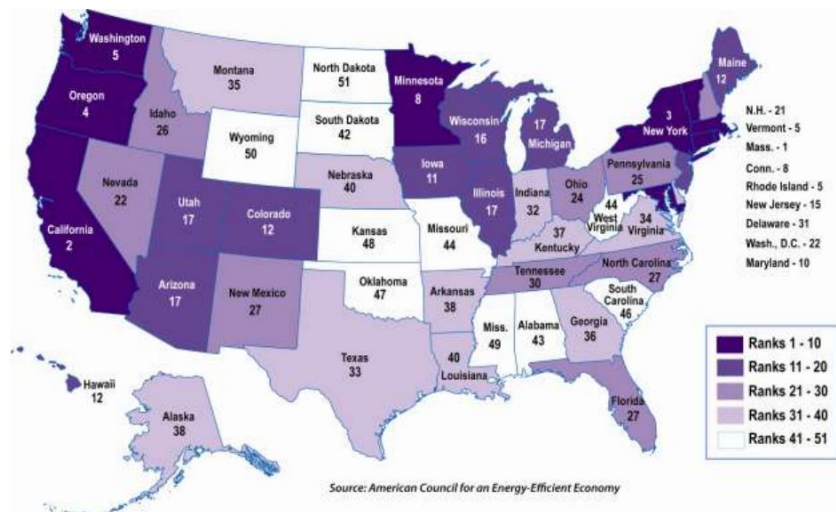 Washington
5
Oregon
4
California
2
Idaho
26
Nevada
22
Montana
35
Wyoming
50
Utah
17
Arizona
17
Colorado
12
New Mexico
27
North Dakota
51
South Dakota
42
Nebraska
40
Kansas
48
Oklahoma
47
Texas
33
Minnesota
8
Iowa
11
Missouri
44
Arkansas
38
40
Louisiana
Wisconsin
16
Illinois
17
17
Michigan
Indiana
32
Ohio
24
37
Kentucky
Tennessee
30
Miss.
49
Alabama
43
Georgia
36
Florida
27
South
Carolina
46
North Carolina
27
34
Virginia
44
West
Virginia
Pennsylvania
25
3
New York
Maine
12
N.H. - 21
Vermont - 5
Mass. - 1
Conn. - 8
Rhode Island - 5
New Jersey - 15
Delaware - 31
Wash., D.C. - 22
Maryland - 10
Hawaii
12
Alaska
38
Ranks 1 - 10
Ranks 11 - 20
Ranks 21 - 30
Ranks 31 - 40
Ranks 41 - 51
Source: American Council for an Energy-Efficient Economy